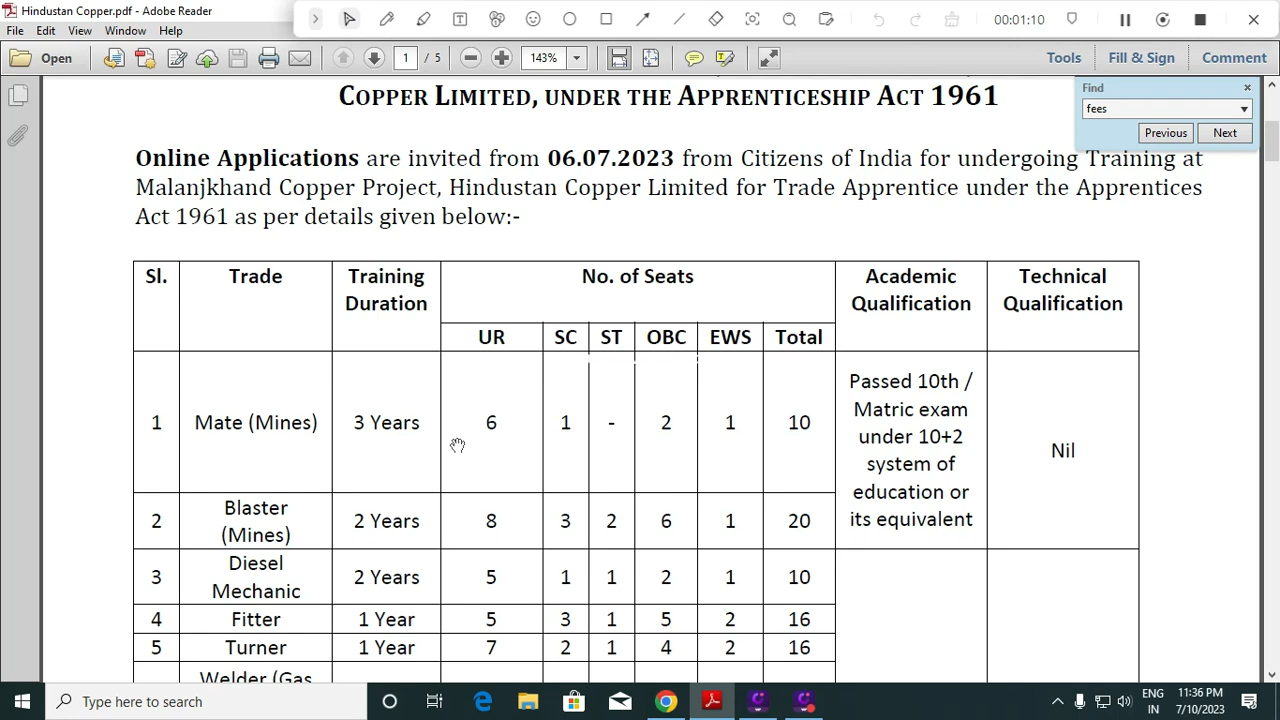 Hindustan Copper.pdf - Adobe Reader
00:01:10
File Edit View Window Help
Open 1 / 5 143% Tools Fill & Sign Comment
Find
fees
Previous Next
COPPER LIMITED, UNDER THE APPRENTICESHIP ACT 1961
Online Applications are invited from 06.07.2023 from Citizens of India for undergoing Training at
Malanjkhand Copper Project, Hindustan Copper Limited for Trade Apprentice under the Apprentices
Act 1961 as per details given below:-
Sl. Trade Training Duration No. of Seats Academic Qualification Technical Qualification
UR SC ST OBC EWS Total
1 Mate (Mines) 3 Years 6 1 - 2 1 10
Passed 10th /
Matric exam
under 10+2
system of
education or
its equivalent
Nil
2 Blaster (Mines) 2 Years 8 3 2 6 1 20
3 Diesel Mechanic 2 Years 5 1 1 2 1 10
4 Fitter 1 Year 5 3 1 5 2 16
5 Turner 1 Year 7 2 1 4 2 16
Welder (Gas
Type here to search
ENG
IN
11:36 PM
7/10/2023